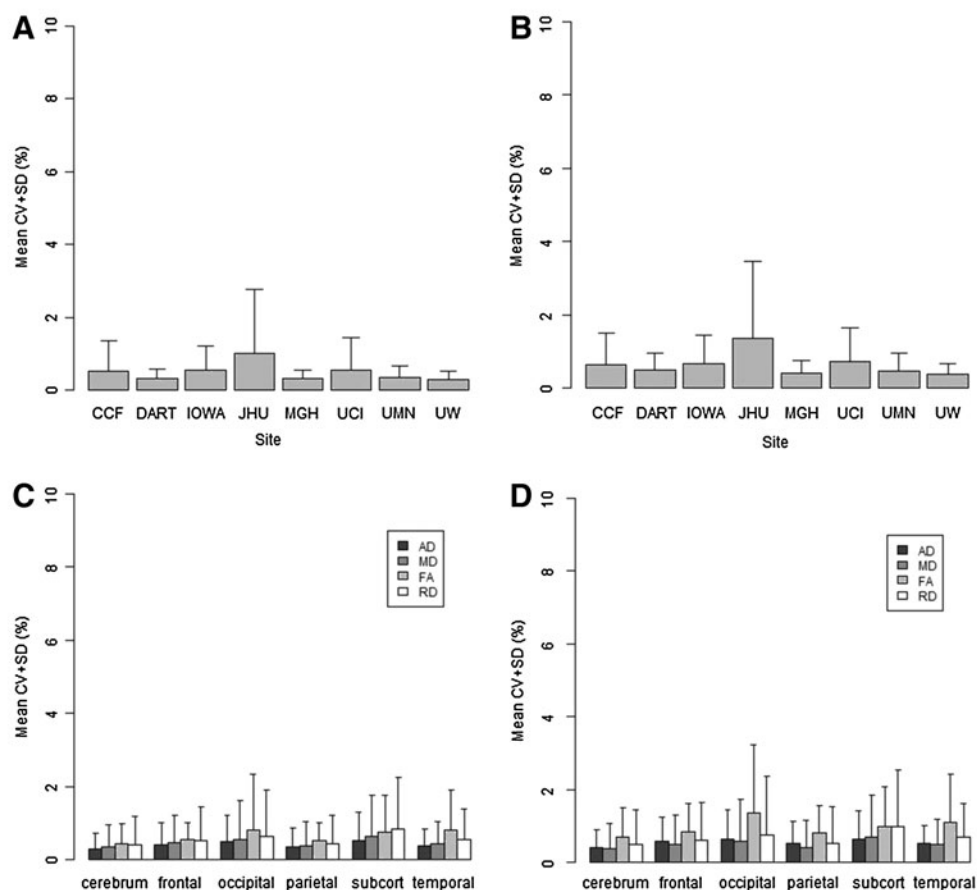 A
Mean CV+SD (%)
0 2 4 6 8 10
CCF DART IOWA JHU MGH UCI UMN UW
Site
B
Mean CV+SD (%)
0 2 4 6 8 10
CCF DART IOWA JHU MGH UCI UMN UW
Site
C
Mean CV+SD (%)
0 2 4 6 8 10
AD
MD
FA
RD
cerebrum frontal occipital parietal subcort temporal
D
Mean CV+SD (%)
0 2 4 6 8 10
AD
MD
FA
RD
cerebrum frontal occipital parietal subcort temporal